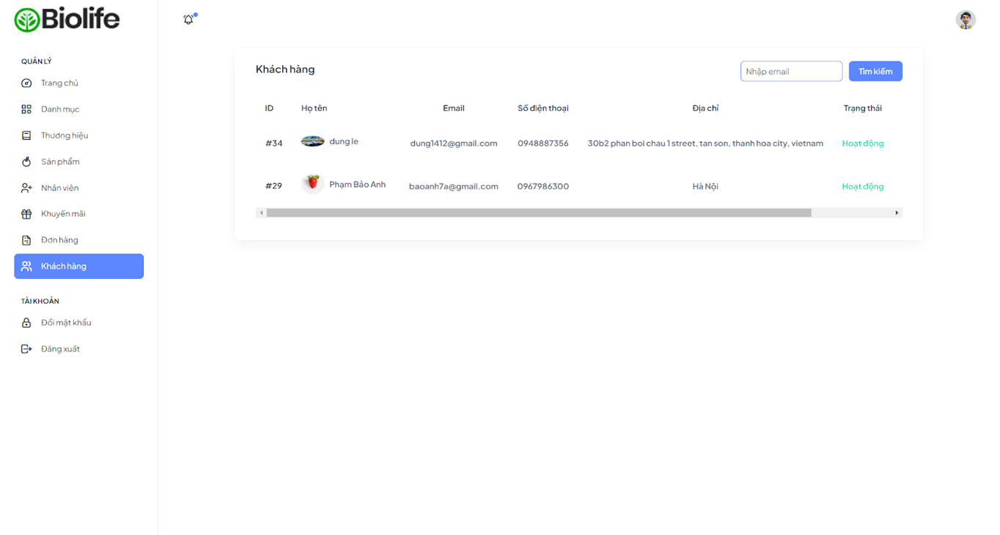 Biolife
QUẢN LÝ
Trang chủ
Danh mục
Thương hiệu
Sản phẩm
Nhân viên
Khuyến mãi
Đơn hàng
Khách hàng
TÀI KHOẢN
Đổi mật khẩu
Đăng xuất
Khách hàng
Nhập email
Tìm kiếm
ID Họ tên Email Số điện thoại Địa chỉ Trạng thái
#34 dung le dung1412@gmail.com 0948887356 30b2 phan boi chau 1 street, tan son, thanh hoa city, vietnam Hoạt động
#29 Phạm Bảo Anh baoanh7a@gmail.com 0967986300 Hà Nội Hoạt động